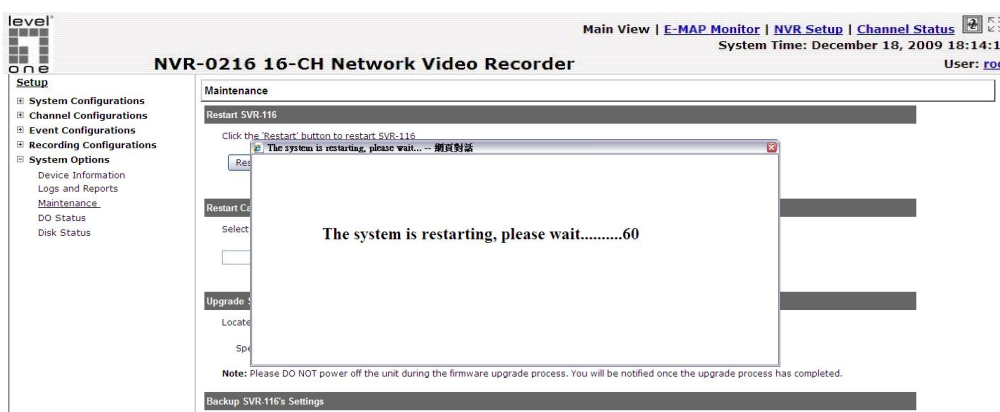 level
one
Main View | E-MAP Monitor | NVR Setup | Channel Status
System Time: December 18, 2009 18:14:1
NVR-0216 16-CH Network Video Recorder
User:
Setup
System Configurations
Channel Configurations
Event Configurations
Recording Configurations
System Options
Device Information
Logs and Reports
Maintenance
DO Status
Disk Status
Maintenance
Restart SVR-116
Click the 'Restart' button to restart SVR-116
The system is restarting, please wait... -- 網頁對話
The system is restarting, please wait..........60
Select
Upgrade
Locate
Note: Please DO NOT power off the unit during the firmware upgrade process. You will be notified once the upgrade process has completed.
Backup SVR-116's Settings